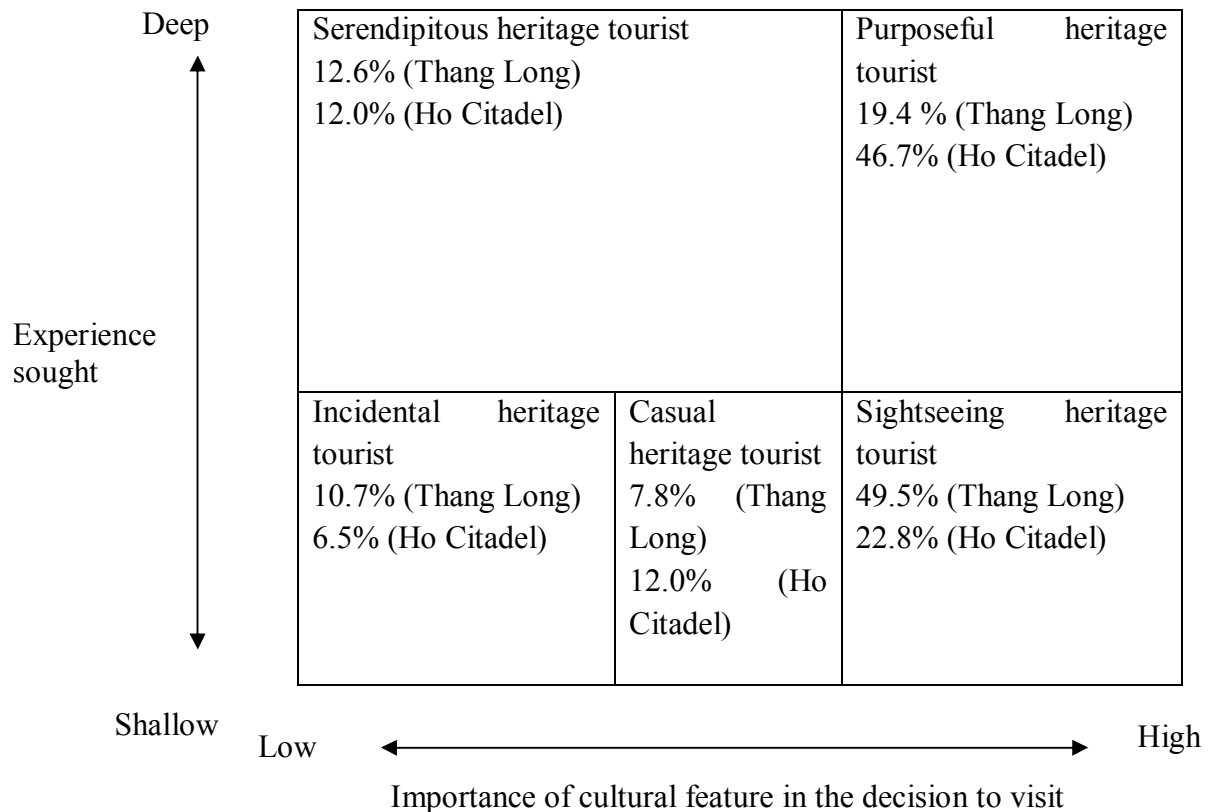 Deep
Serendipitous heritage tourist
12.6% (Thang Long)
12.0% (Ho Citadel)
Purposeful heritage
tourist
19.4 % (Thang Long)
46.7% (Ho Citadel)
Experience
sought
Incidental heritage
tourist
10.7% (Thang Long)
6.5% (Ho Citadel)
Casual
heritage tourist
7.8% (Thang
Long)
12.0% (Ho
Citadel)
Sightseeing heritage
tourist
49.5% (Thang Long)
22.8% (Ho Citadel)
Shallow
Low
High
Importance of cultural feature in the decision to visit